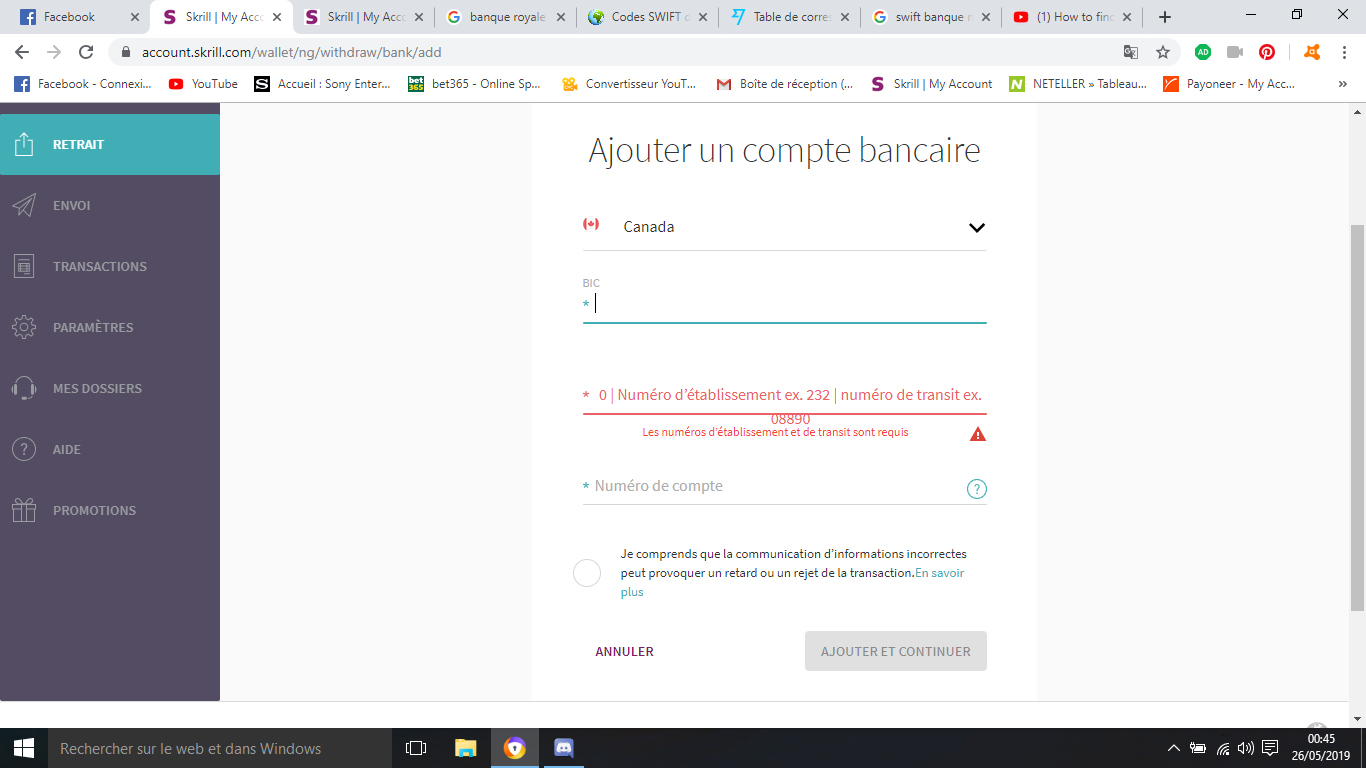 Facebook
Skrill | My Acco
Skrill | My Acco
banque royale
Codes SWIFT d
Table de corres
swift banque r
(1) How to find
account.skrill.com/wallet/ng/withdraw/bank/add
Facebook - Connexi...
YouTube
Accueil : Sony Enter...
bet365 - Online Sp...
Convertisseur YouT...
Boîte de réception (...
Skrill | My Account
NETELLER » Tableau...
Payoneer - My Acc...
»
RETRAIT
ENVOI
TRANSACTIONS
PARAMÈTRES
MES DOSSIERS
AIDE
PROMOTIONS
Ajouter un compte bancaire
Canada
BIC
*
* 0 | Numéro d'établissement ex. 232 | numéro de transit ex.
08890
Les numéros d'établissement et de transit sont requis
* Numéro de compte
?
Je comprends que la communication d'informations incorrectes
peut provoquer un retard ou un rejet de la transaction.En savoir
plus
ANNULER
AJOUTER ET CONTINUER
Rechercher sur le web et dans Windows
00:45
26/05/2019